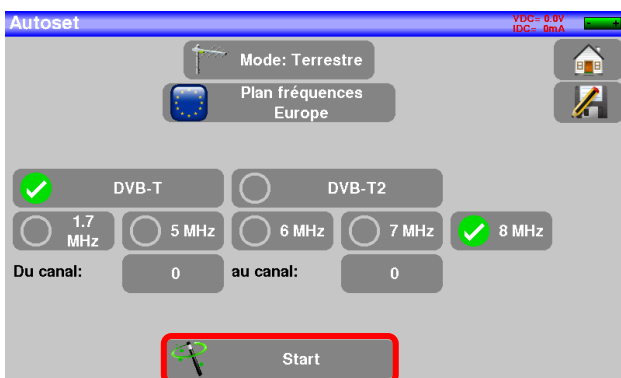 Autoset
VDC= 0.0V
IDC= 0mA
- +
Mode: Terrestre
Plan fréquences
Europe
DVB-T
DVB-T2
1.7
MHz
5 MHz
6 MHz
7 MHz
8 MHz
Du canal:
0
au canal:
0
Start